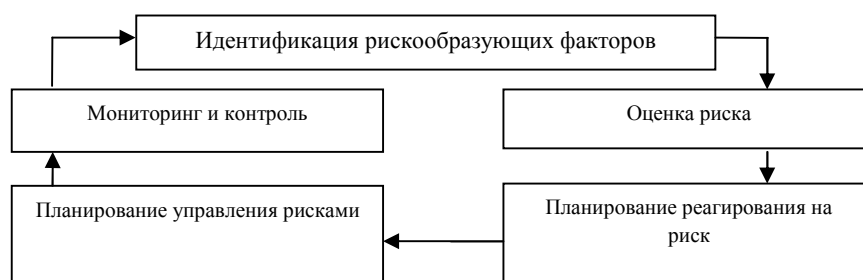 Идентификация рискообразующих факторов
Мониторинг и контроль
Оценка риска
Планирование управления рисками
Планирование реагирования на
риск